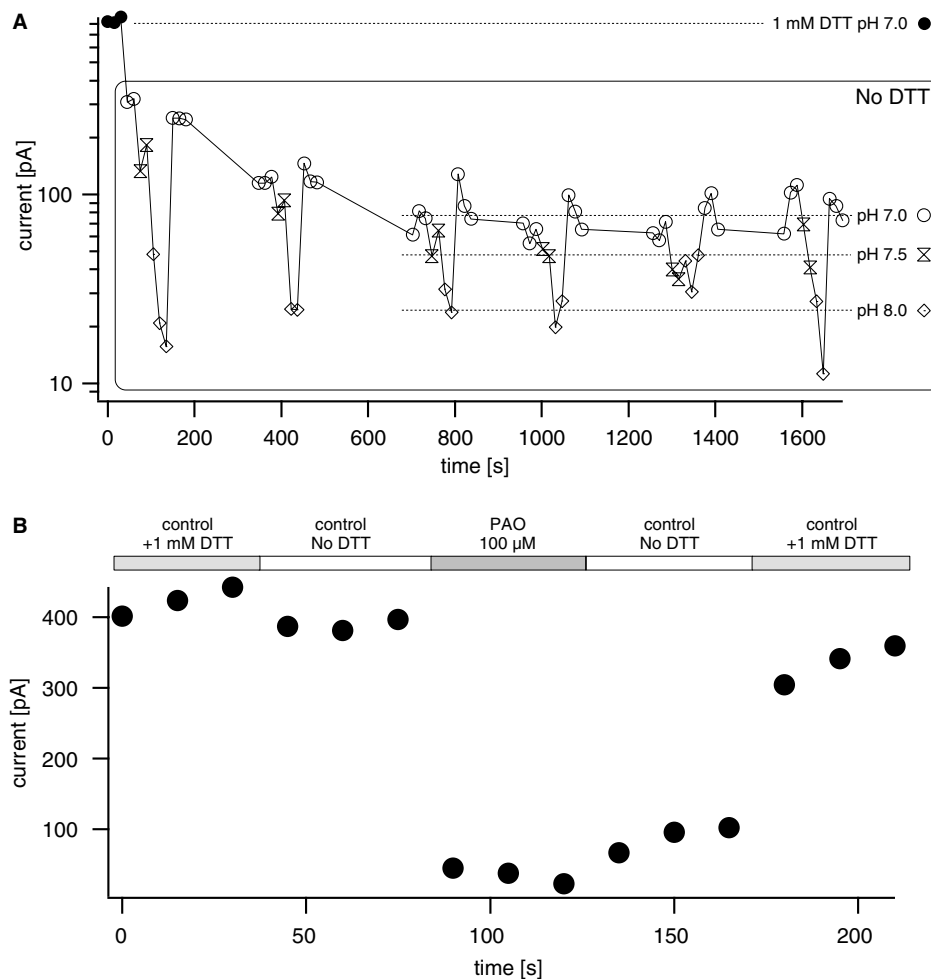 A
1 mM DTT pH 7.0
No DTT
100
10
current [pA]
pH 7.0
pH 7.5
pH 8.0
0 200 400 600 800 1000 1200 1400 1600
time [s]
B
control +1 mM DTT
control No DTT
PAO 100 µM
control No DTT
control +1 mM DTT
400
300
200
100
current [pA]
0 50 100 150 200
time [s]